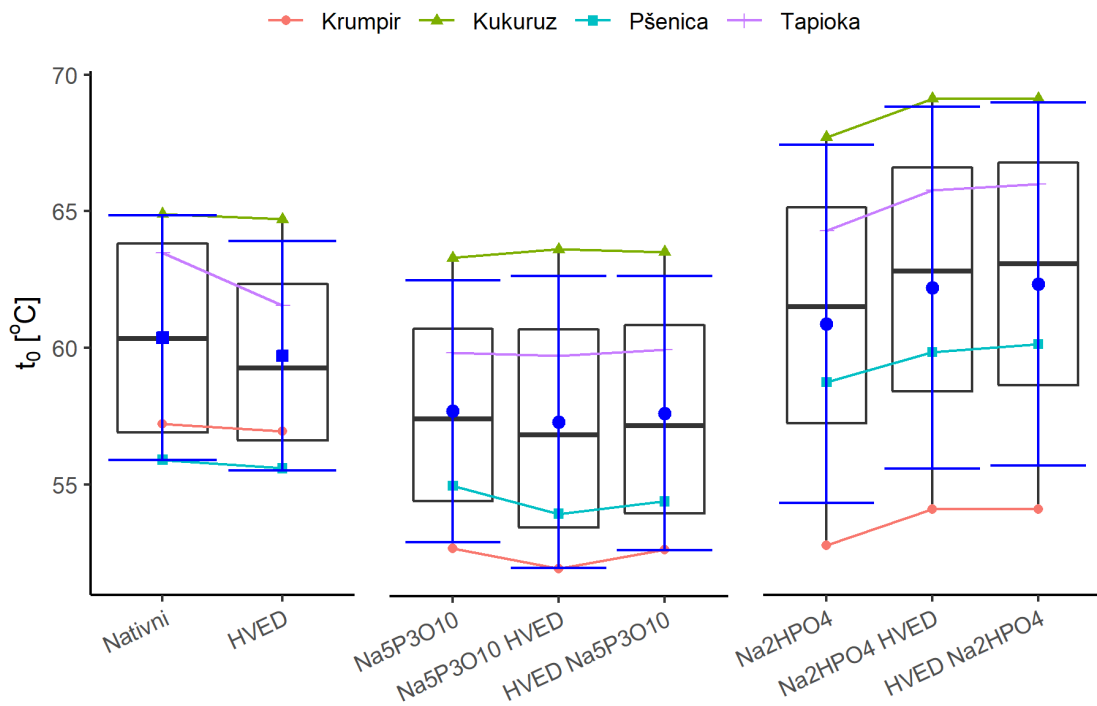 Krumpir Kukuruz Pšenica Tapioka
t0 [oC]
70
65
60
55
Nativni
HVED
Na5P3O10
Na5P3O10 HVED
HVED Na5P3O10
Na2HPO4
Na2HPO4 HVED
HVED Na2HPO4